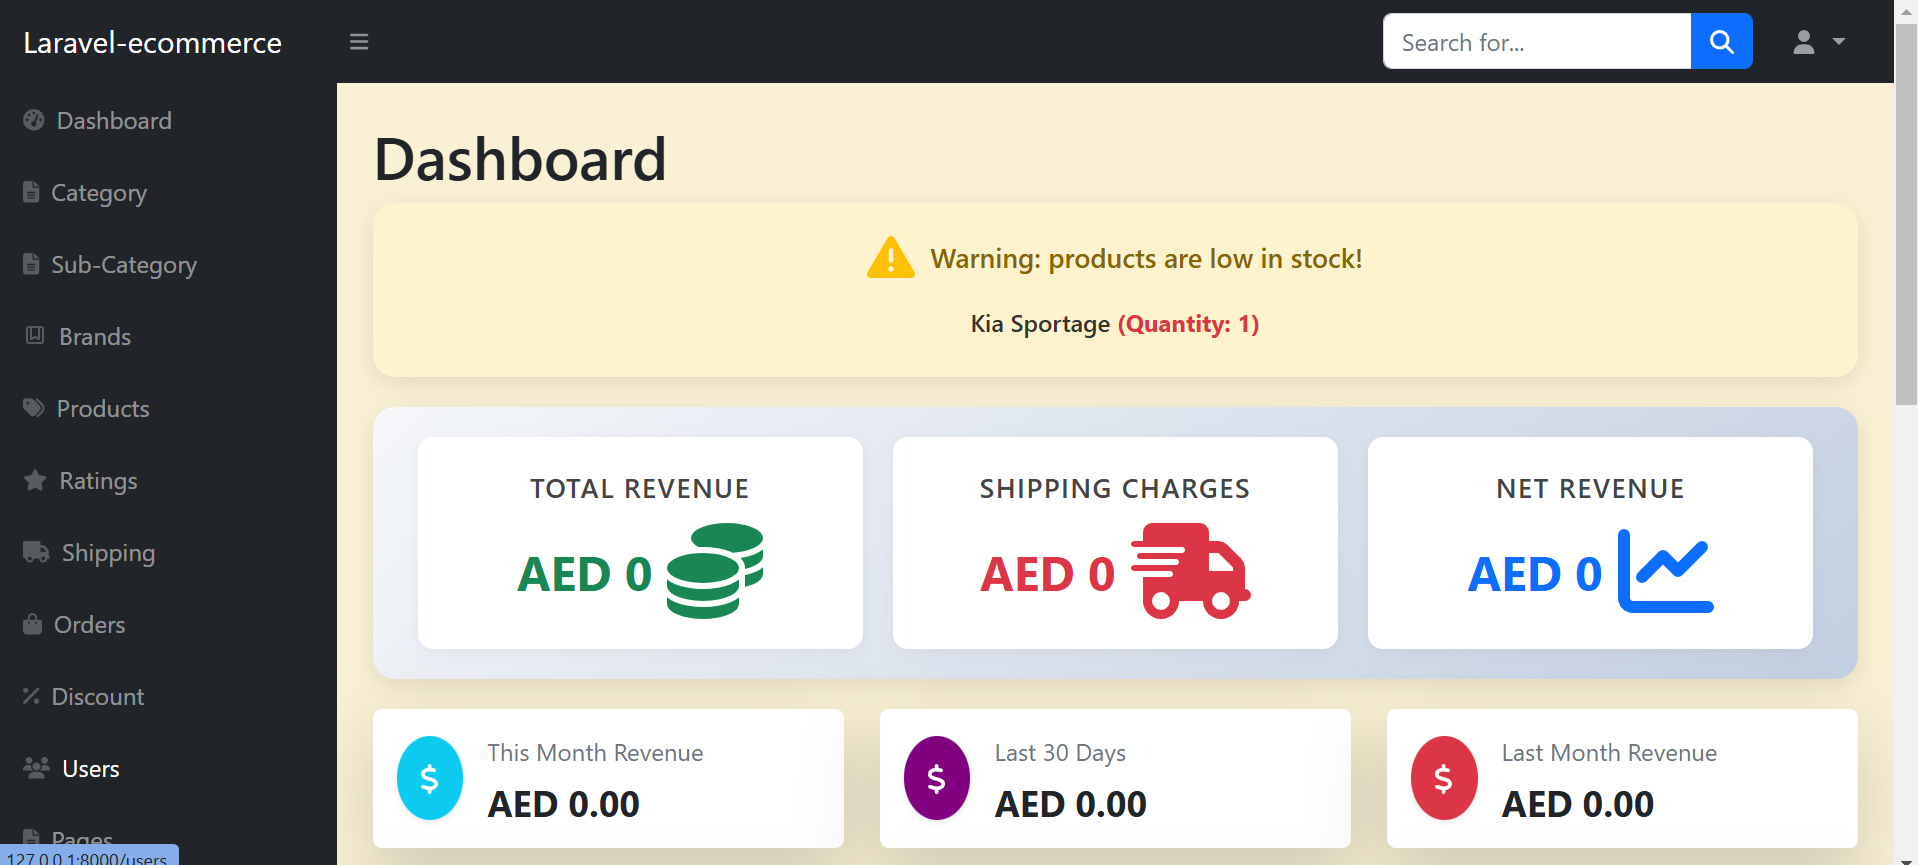 Laravel-ecommerce
Search for...
Dashboard
Category
Sub-Category
Brands
Products
Ratings
Shipping
Orders
Discount
Users
Pages
127.0.0.1:8000/users
Dashboard
Warning: products are low in stock!
Kia Sportage (Quantity: 1)
TOTAL REVENUE
AED 0
SHIPPING CHARGES
AED 0
NET REVENUE
AED 0
This Month Revenue
AED 0.00
Last 30 Days
AED 0.00
Last Month Revenue
AED 0.00